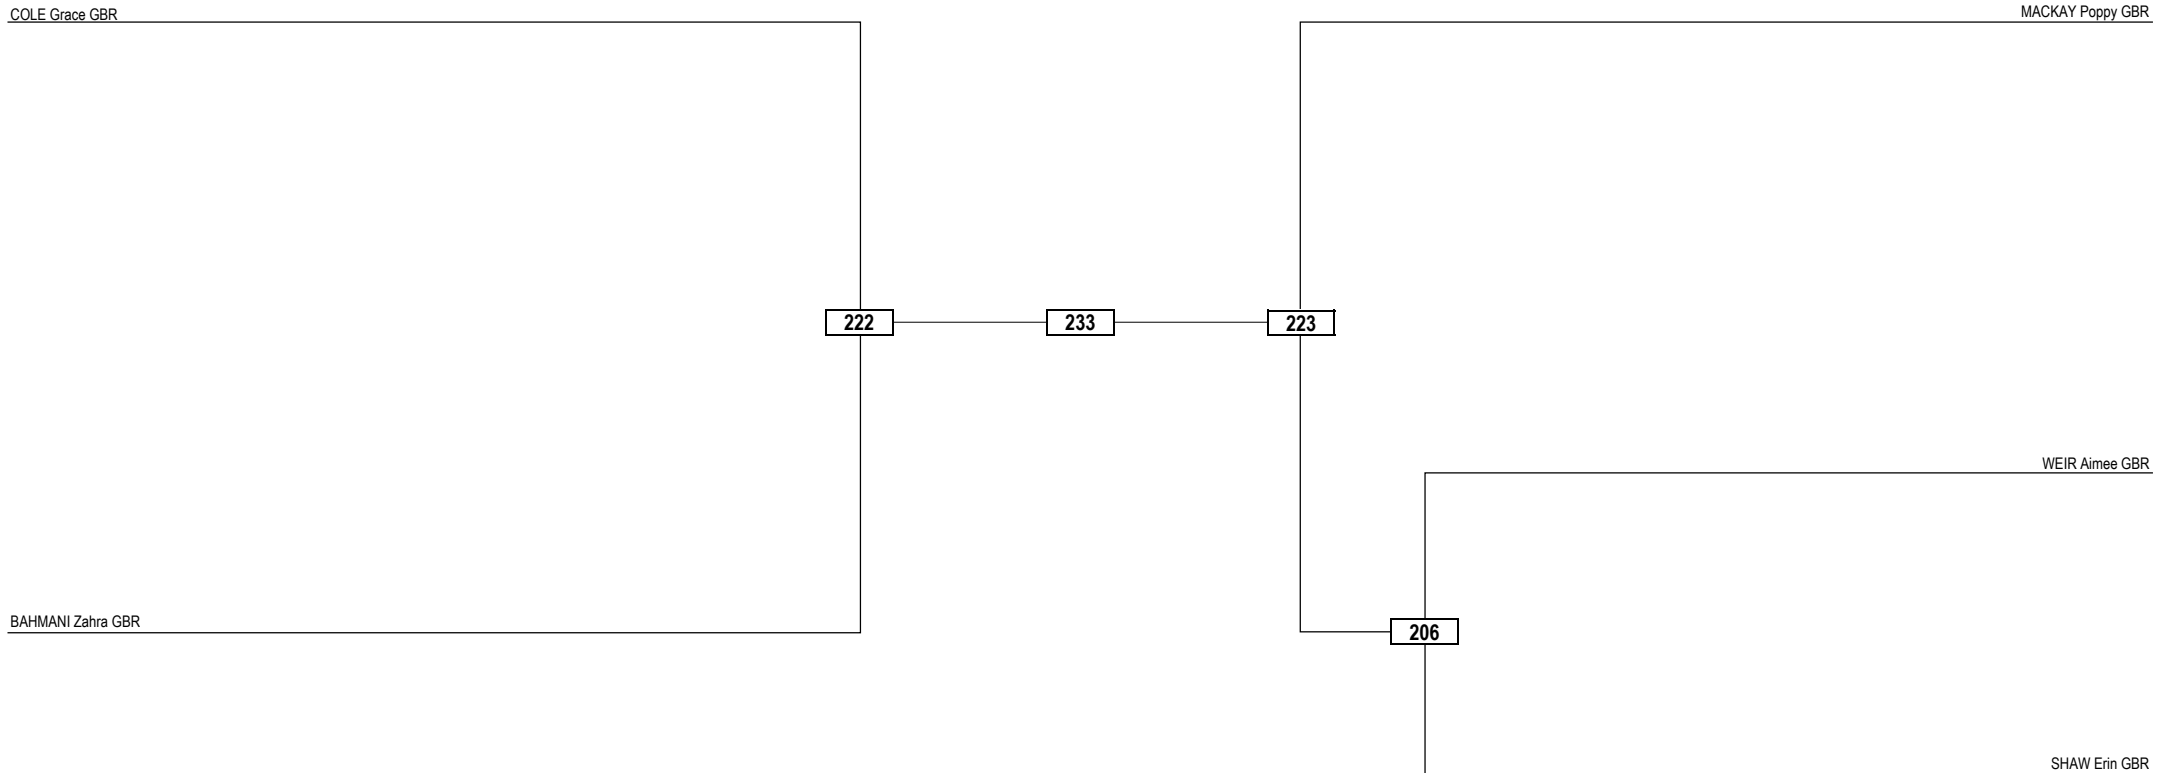 COLE Grace GBR
MACKAY Poppy GBR
222
233
223
WEIR Aimee GBR
BAHMANI Zahra GBR
206
SHAW Erin GBR